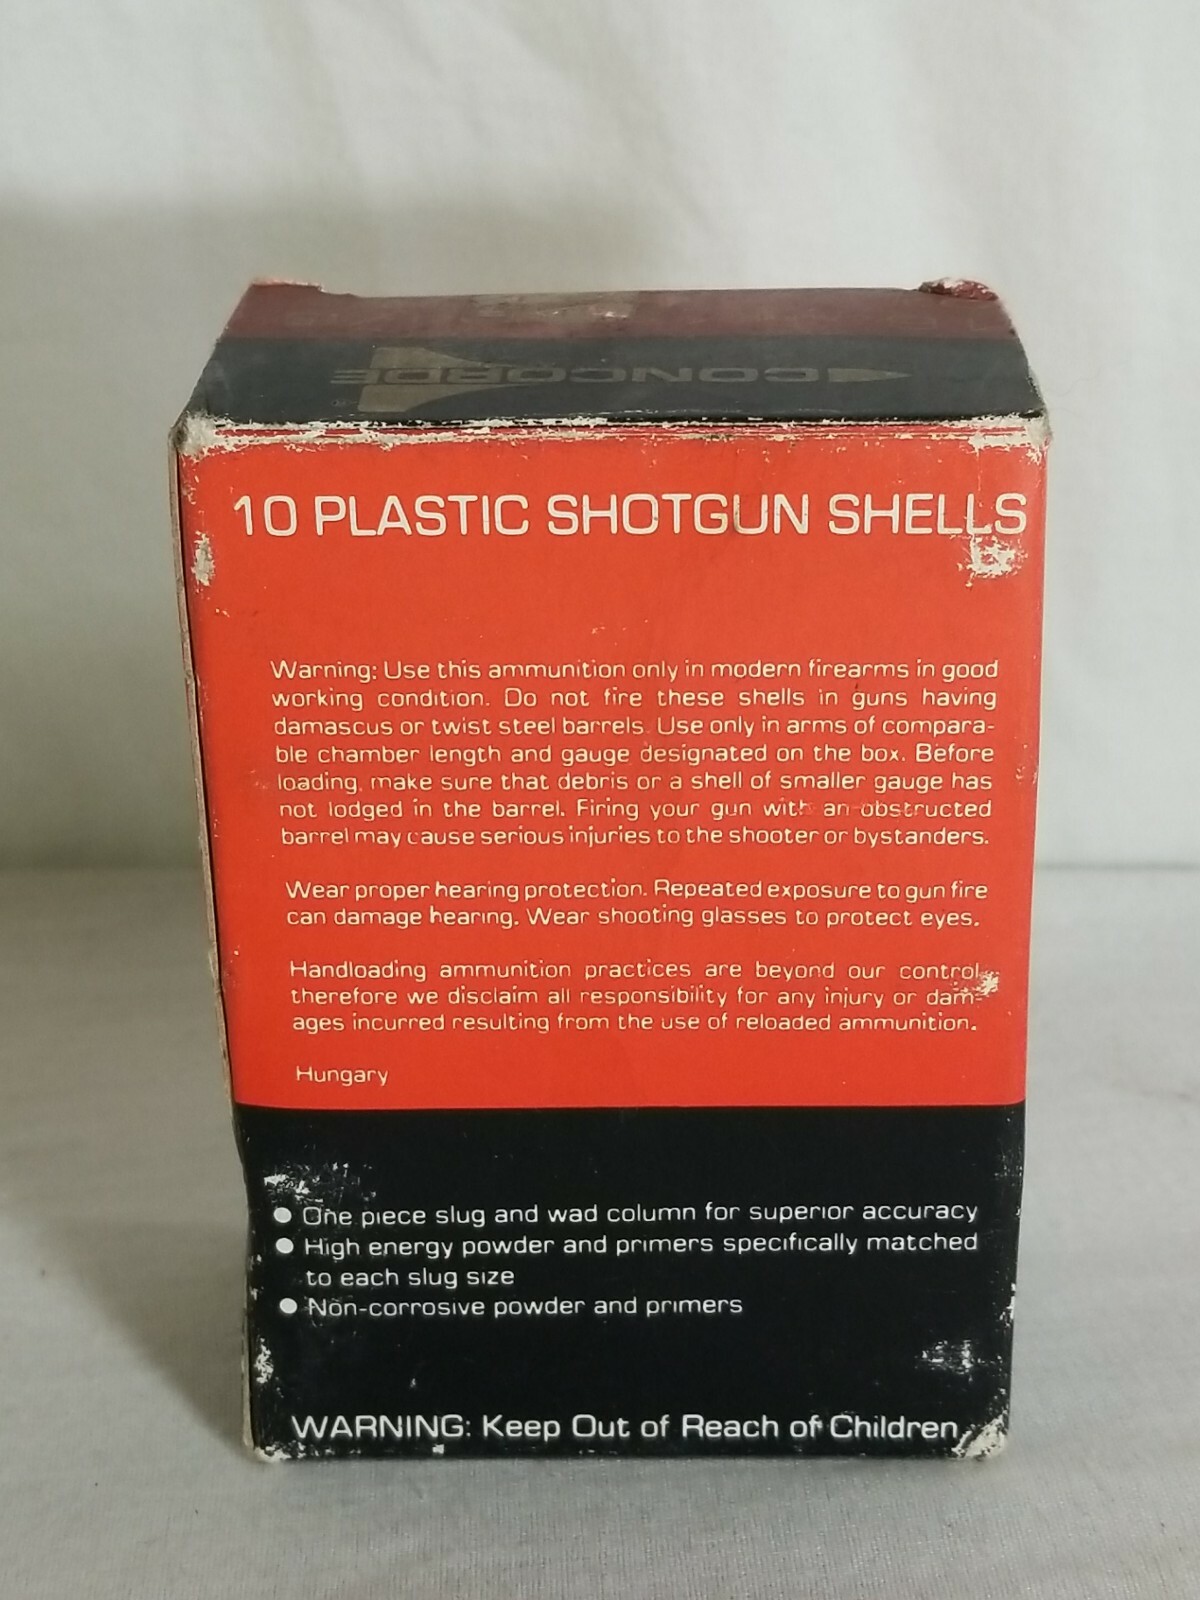 CONCORDE
10 PLASTIC SHOTGUN SHELLS
Warning: Use this ammunition only in modern firearms in good
working condition. Do not fire these shells in guns having
damascus or twist steel barrels. Use only in arms of compara-
ble chamber length and gauge designated on the box. Before
loading, make sure that debris or a shell of smaller gauge has
not lodged in the barrel. Firing your gun with an obstructed
barrel may cause serious injuries to the shooter or bystanders.
Wear proper hearing protection. Repeated exposure to gun fire
can damage hearing. Wear shooting glasses to protect eyes.
Handloading ammunition practices are beyond our control,
therefore we disclaim all responsibility for any injury or dam-
ages incurred resulting from the use of reloaded ammunition.
Hungary
● One piece slug and wad column for superior accuracy
● High energy powder and primers specifically matched
to each slug size
● Non-corrosive powder and primers
WARNING: Keep Out of Reach of Children